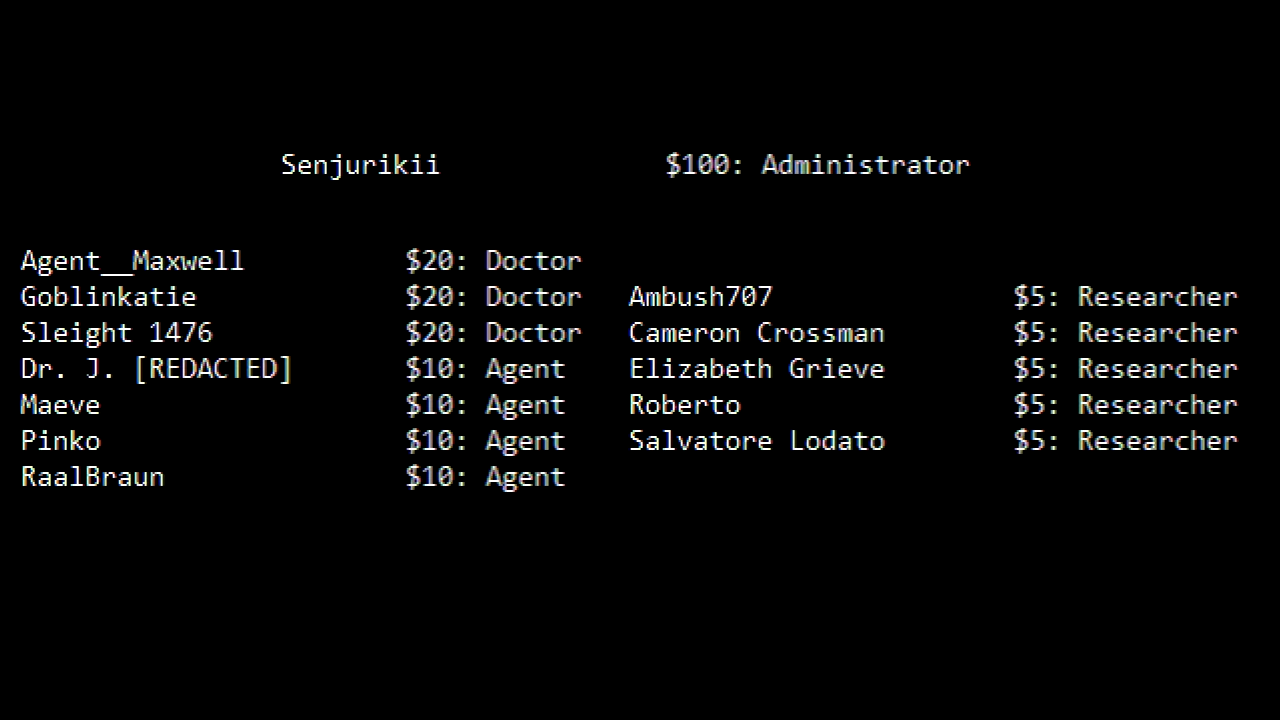 Senjurikii $100: Administrator
Agent__Maxwell $20: Doctor
Goblinkatie $20: Doctor Ambush707 $5: Researcher
Sleight 1476 $20: Doctor Cameron Crossman $5: Researcher
Dr. J. [REDACTED] $10: Agent Elizabeth Grieve $5: Researcher
Maeve $10: Agent Roberto $5: Researcher
Pinko $10: Agent Salvatore Lodato $5: Researcher
RaalBraun $10: Agent